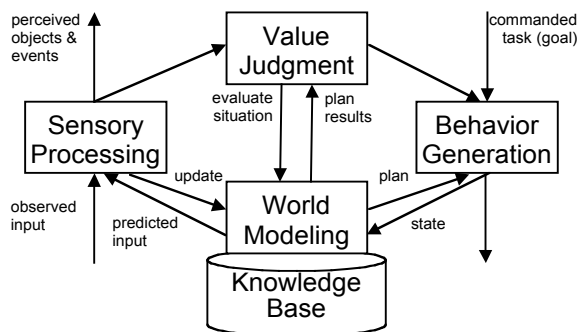 perceived
objects &
events
commanded
task (goal)
Value
Judgment
evaluate
situation
plan
results
Sensory
Processing
Behavior
Generation
update
plan
observed
input
predicted
input
World
Modeling
state
Knowledge
Base